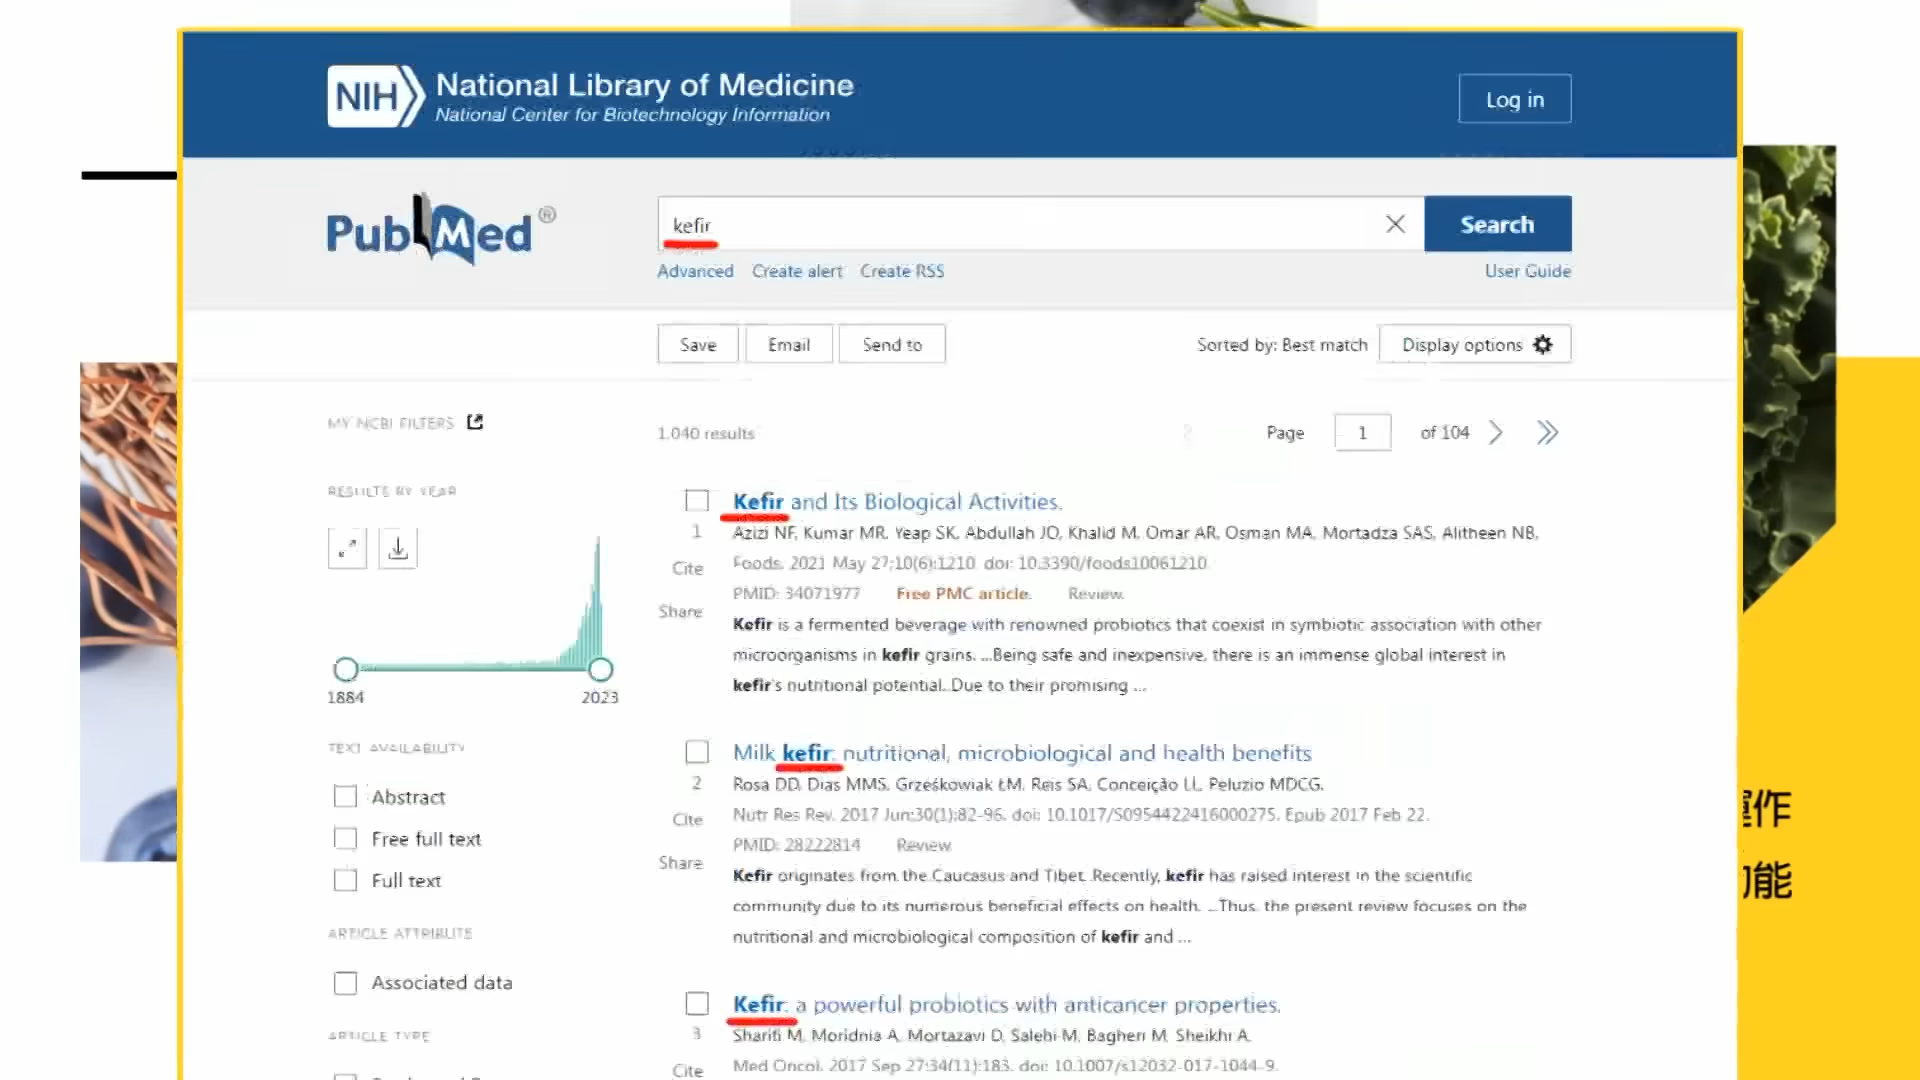 NIH National Library of Medicine
National Center for Biotechnology Information
Log in
PubMed®
kefir
Search
Advanced Create alert Create RSS
User Guide
Save Email Send to
Sorted by: Best match Display options
MY NCBI FILTERS
1,040 results
Page 1 of 104
RESULTS BY YEAR
1884 2023
TEXT AVAILABILITY
Abstract
Free full text
Full text
ARTICLE ATTRIBUTE
Associated data
ARTICLE TYPE
Kefir and Its Biological Activities.
1
Azizi NF, Kumar MR, Yeap SK, Abdullah JO, Khalid M, Omar AR, Osman MA, Mortadza SAS, Alitheen NB.
Cite
Foods. 2021 May 27;10(6):1210. doi: 10.3390/foods10061210.
PMID: 34071977 Free PMC article. Review.
Share
Kefir is a fermented beverage with renowned probiotics that coexist in symbiotic association with other
microorganisms in kefir grains. ...Being safe and inexpensive, there is an immense global interest in
kefir's nutritional potential. Due to their promising ...
Milk kefir: nutritional, microbiological and health benefits
2
Rosa DD, Dias MMS, Grześkowiak ŁM, Reis SA, Conceição LL, Peluzio MDCG.
Cite
Nutr Res Rev. 2017 Jun;30(1):82-96. doi: 10.1017/S0954422416000275. Epub 2017 Feb 22.
PMID: 28222814 Review.
Share
Kefir originates from the Caucasus and Tibet. Recently, kefir has raised interest in the scientific
community due to its numerous beneficial effects on health. ...Thus, the present review focuses on the
nutritional and microbiological composition of kefir and ...
Kefir: a powerful probiotics with anticancer properties.
3
Sharifi M, Moridnia A, Mortazavi D, Salehi M, Bagheri M, Sheikhi A.
Cite
Med Oncol. 2017 Sep 27;34(11):183. doi: 10.1007/s12032-017-1044-9.
運作
功能